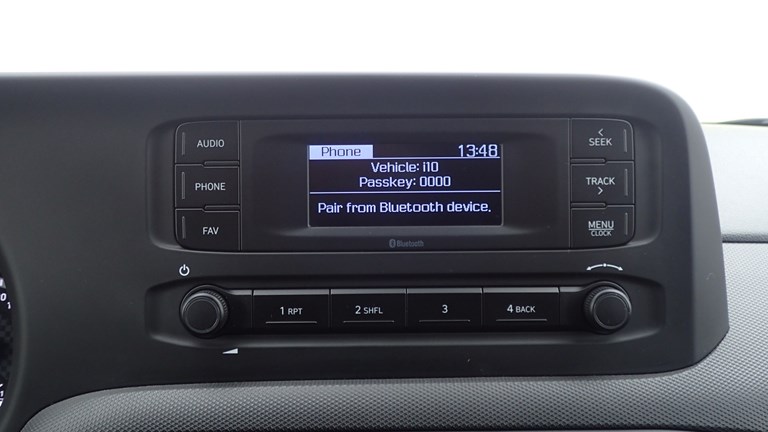 AUDIO
PHONE
FAV
Phone 13:48
Vehicle: i10
Passkey: 0000
Pair from Bluetooth device.
Bluetooth
SEEK
TRACK
MENU
CLOCK
1 RPT
2 SHFL
3
4 BACK